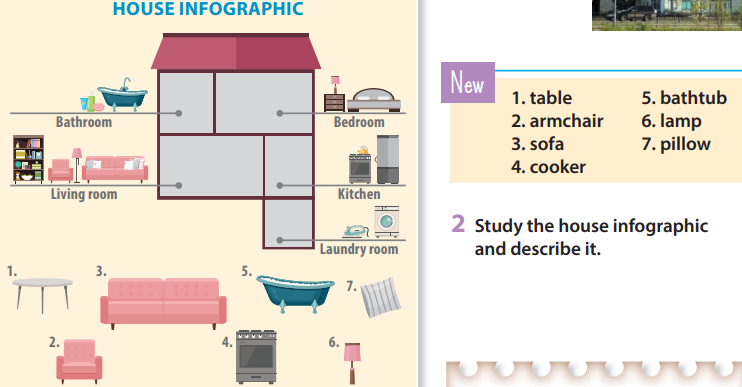 HOUSE INFOGRAPHIC
Bathroom
Bedroom
Living room
Kitchen
Laundry room
1.
3.
5.
7.
2.
4.
6.
New
1. table
2. armchair
3. sofa
4. cooker
5. bathtub
6. lamp
7. pillow
2 Study the house infographic
and describe it.